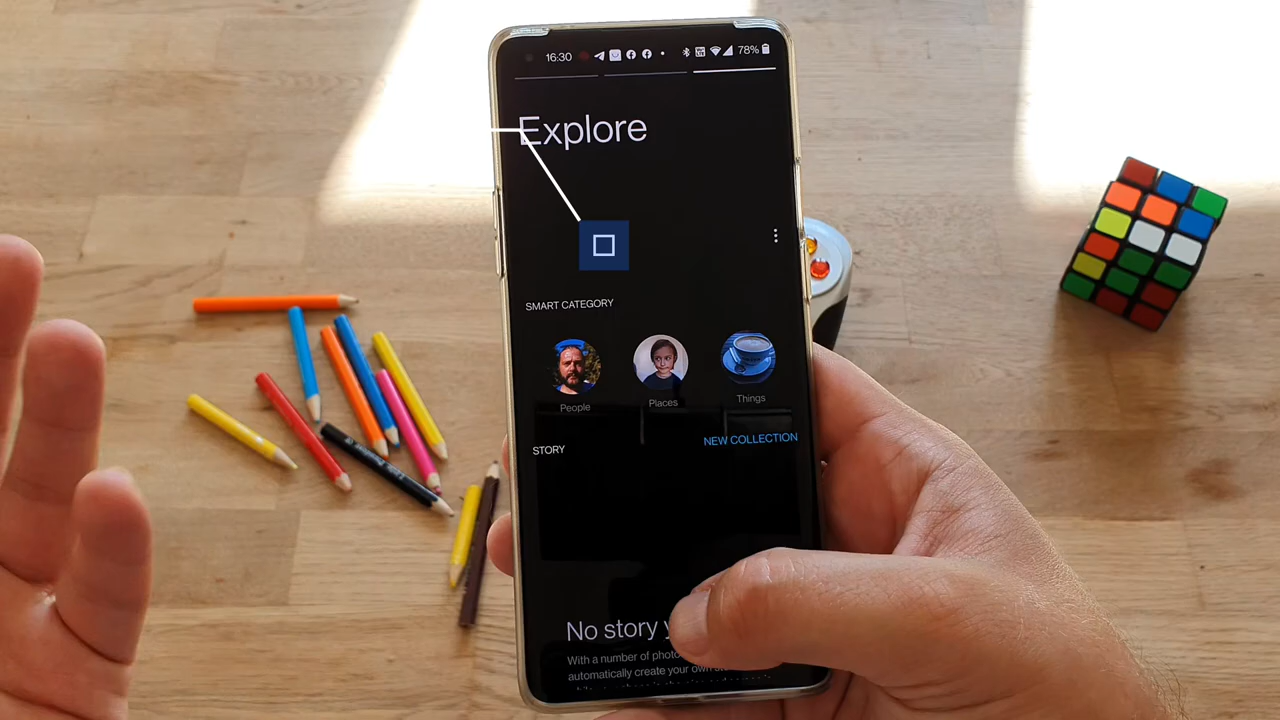 16:30
78%
Explore
SMART CATEGORY
People
Places
Things
STORY
NEW COLLECTION
No story
With a number of photo
automatically create your own